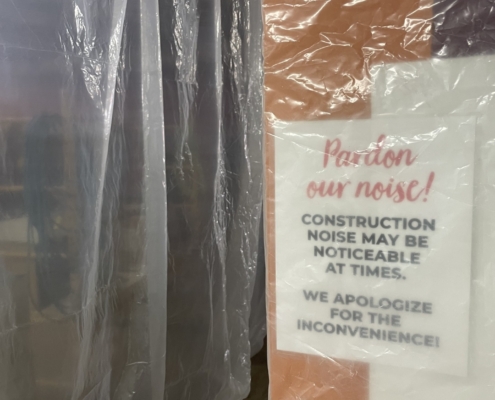 Pardon
our noise!
CONSTRUCTION
NOISE MAY BE
NOTICEABLE
AT TIMES.
WE APOLOGIZE
FOR THE
INCONVENIENCE!